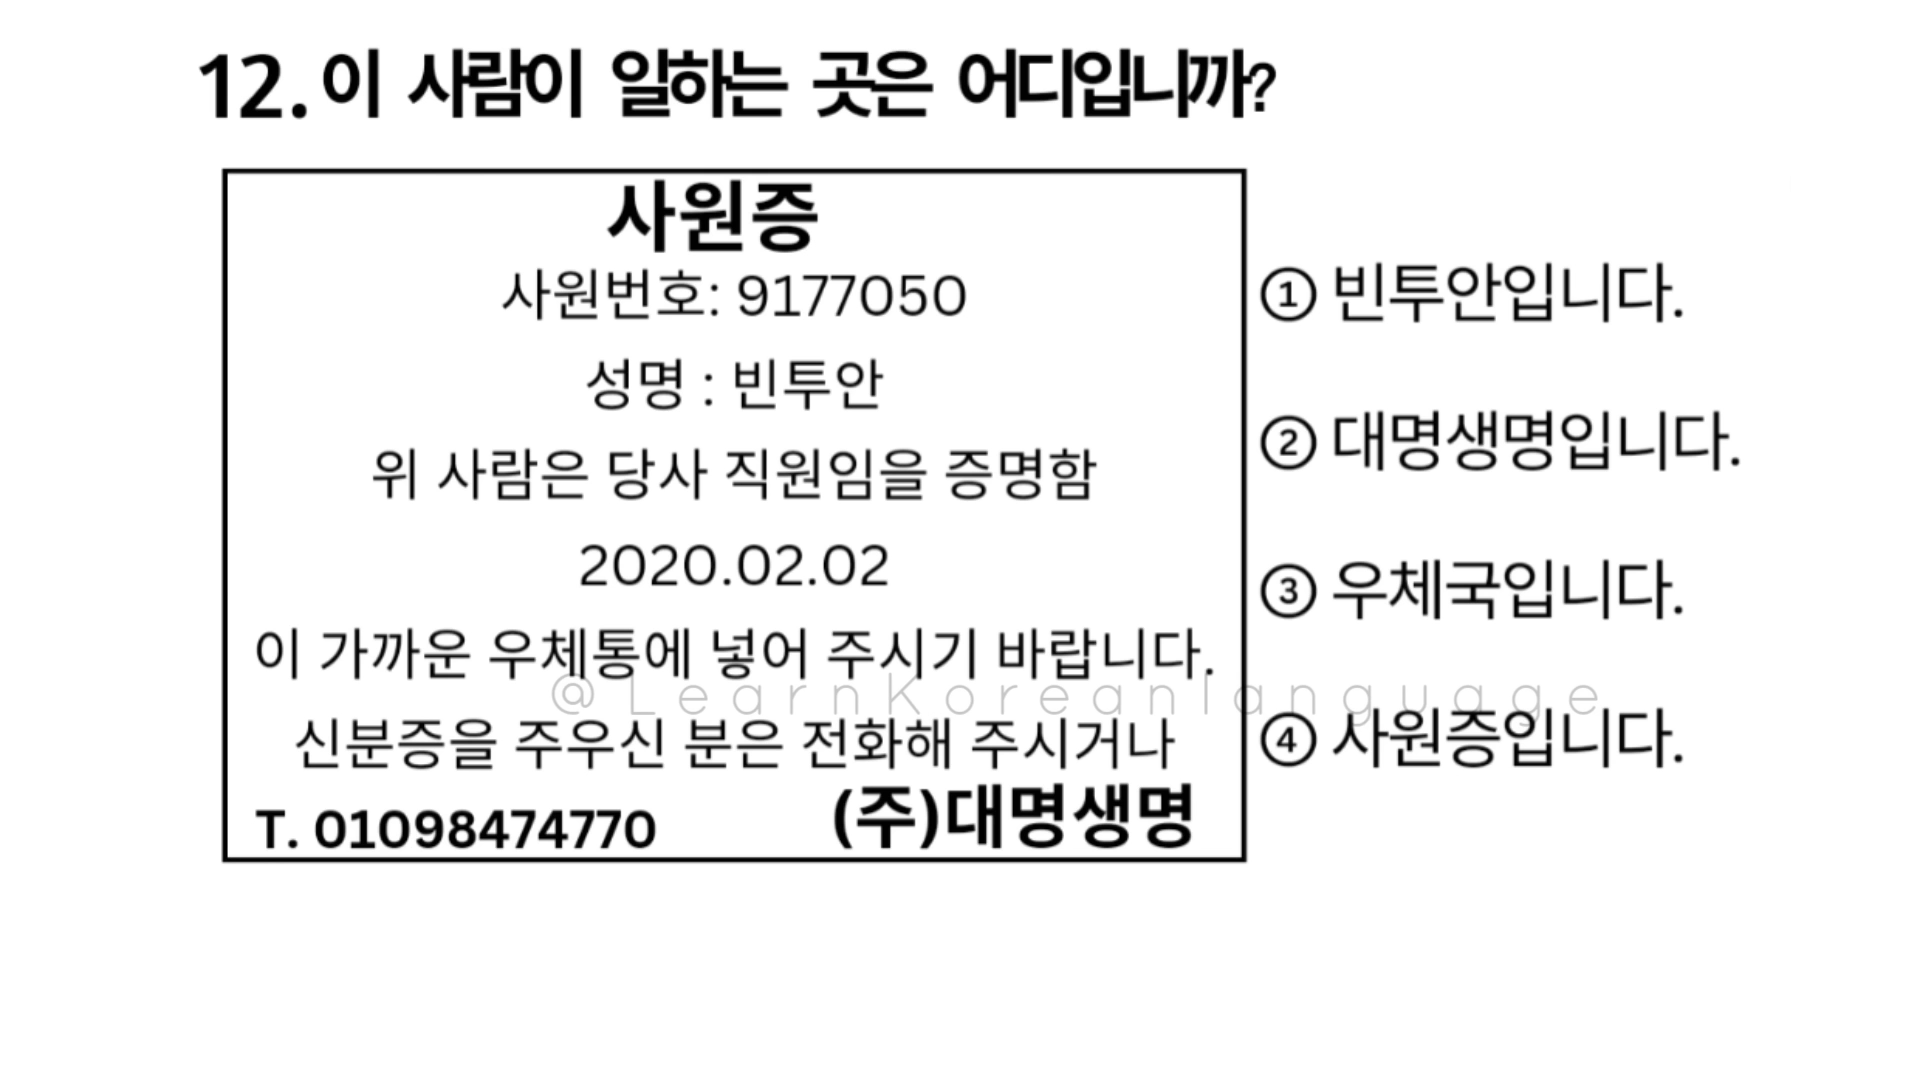 12. 이 사람이 일하는 곳은 어디입니까?
사원증
사원번호: 9177050
성명 : 빈투안
위 사람은 당사 직원임을 증명함
2020.02.02
이 가까운 우체통에 넣어 주시기 바랍니다.
신분증을 주우신 분은 전화해 주시거나
T. 01098474770 (주)대명생명
① 빈투안입니다.
② 대명생명입니다.
③ 우체국입니다.
④ 사원증입니다.
@LearnKoreanlanguage